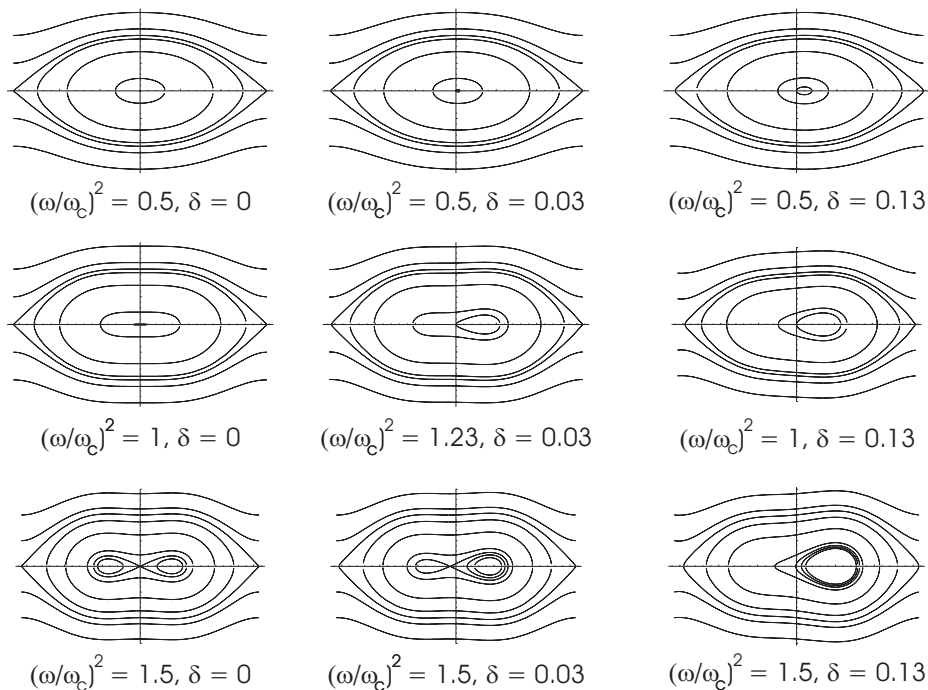 (ω/ω_c)² = 0.5, δ = 0
(ω/ω_c)² = 0.5, δ = 0.03
(ω/ω_c)² = 0.5, δ = 0.13
(ω/ω_c)² = 1, δ = 0
(ω/ω_c)² = 1.23, δ = 0.03
(ω/ω_c)² = 1, δ = 0.13
(ω/ω_c)² = 1.5, δ = 0
(ω/ω_c)² = 1.5, δ = 0.03
(ω/ω_c)² = 1.5, δ = 0.13